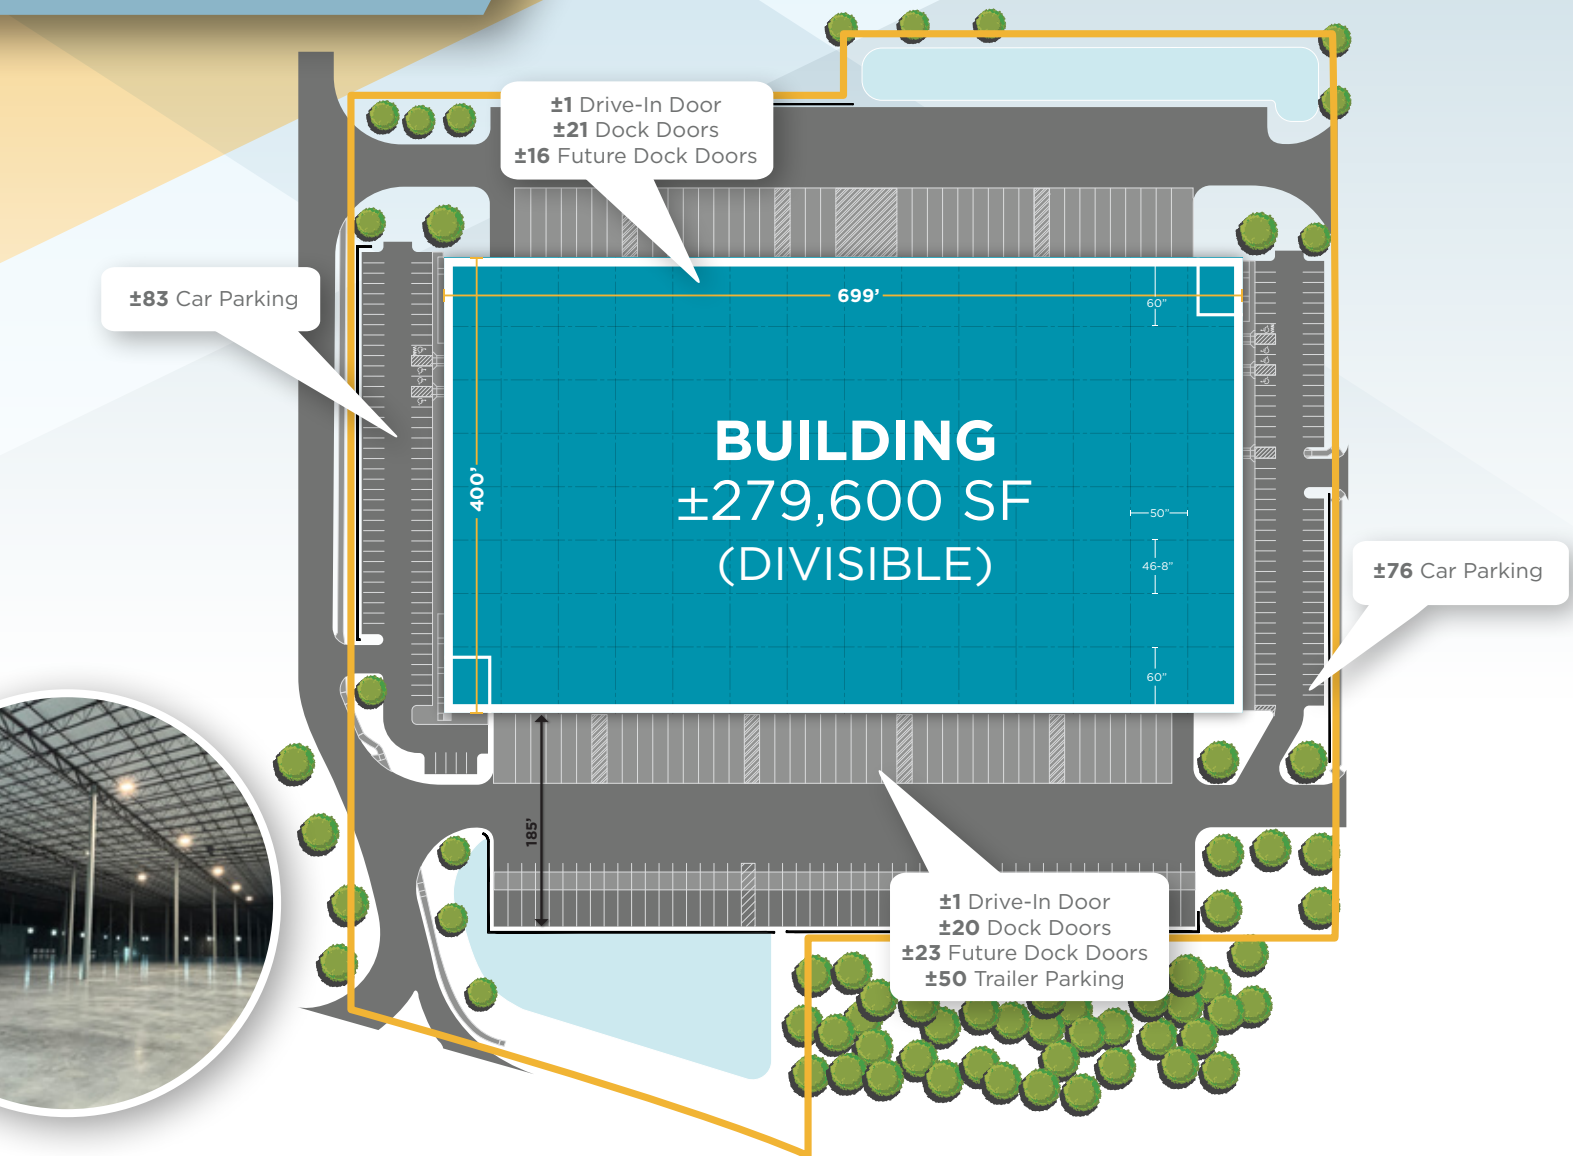 ±1 Drive-In Door
±21 Dock Doors
±16 Future Dock Doors
±83 Car Parking
699’
60”
400’
BUILDING
±279,600 SF
(DIVISIBLE)
50”
46-8”
60”
±76 Car Parking
185’
±1 Drive-In Door
±20 Dock Doors
±23 Future Dock Doors
±50 Trailer Parking